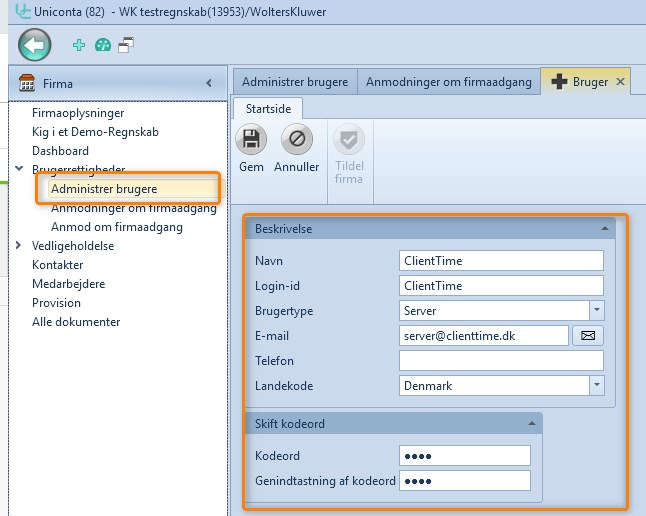 Uniconta (82) - WK testregnskab(13953)/WoltersKluwer
Firma
Firmaoplysninger
Kig i et Demo-Regnskab
Dashboard
Brugerrettigheder
Administrer brugere
Anmodninger om firmaadgang
Anmod om firmaadgang
Vedligeholdelse
Kontakter
Medarbejdere
Provision
Alle dokumenter
Administrer brugere Anmodninger om firmaadgang Bruger
Startside
Gem Annuller Tildel
firma
Beskrivelse
Navn ClientTime
Login-id ClientTime
Brugertype Server
E-mail server@clienttime.dk
Telefon
Landekode Denmark
Skift kodeord
Kodeord ••••
Genindtastning af kodeord ••••